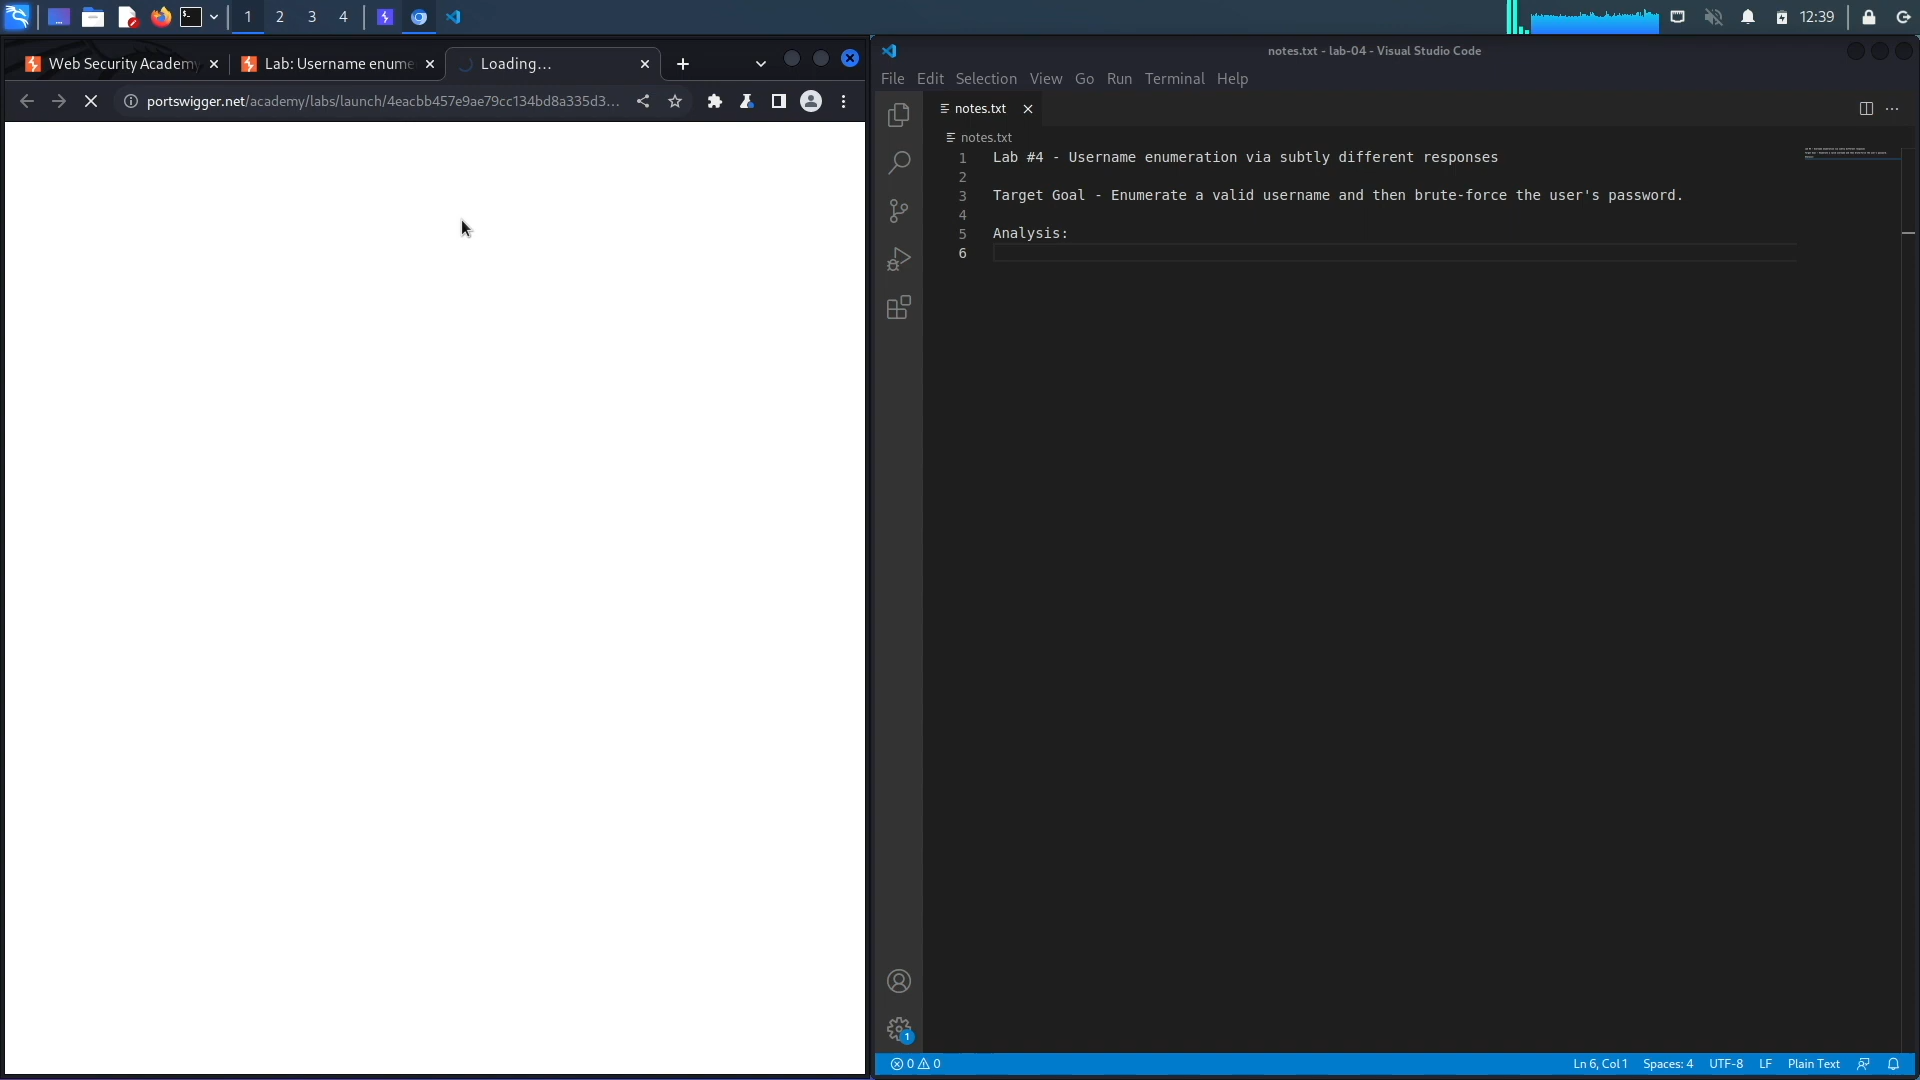 1 2 3 4
12:39
Web Security Academy
Lab: Username enume
Loading...
portswigger.net/academy/labs/launch/4eacbb457e9ae79cc134bd8a335d3...
notes.txt - lab-04 - Visual Studio Code
File Edit Selection View Go Run Terminal Help
notes.txt
notes.txt
1 Lab #4 - Username enumeration via subtly different responses
2
3 Target Goal - Enumerate a valid username and then brute-force the user's password.
4
5 Analysis:
6
1
0 0
Ln 6, Col 1 Spaces: 4 UTF-8 LF Plain Text